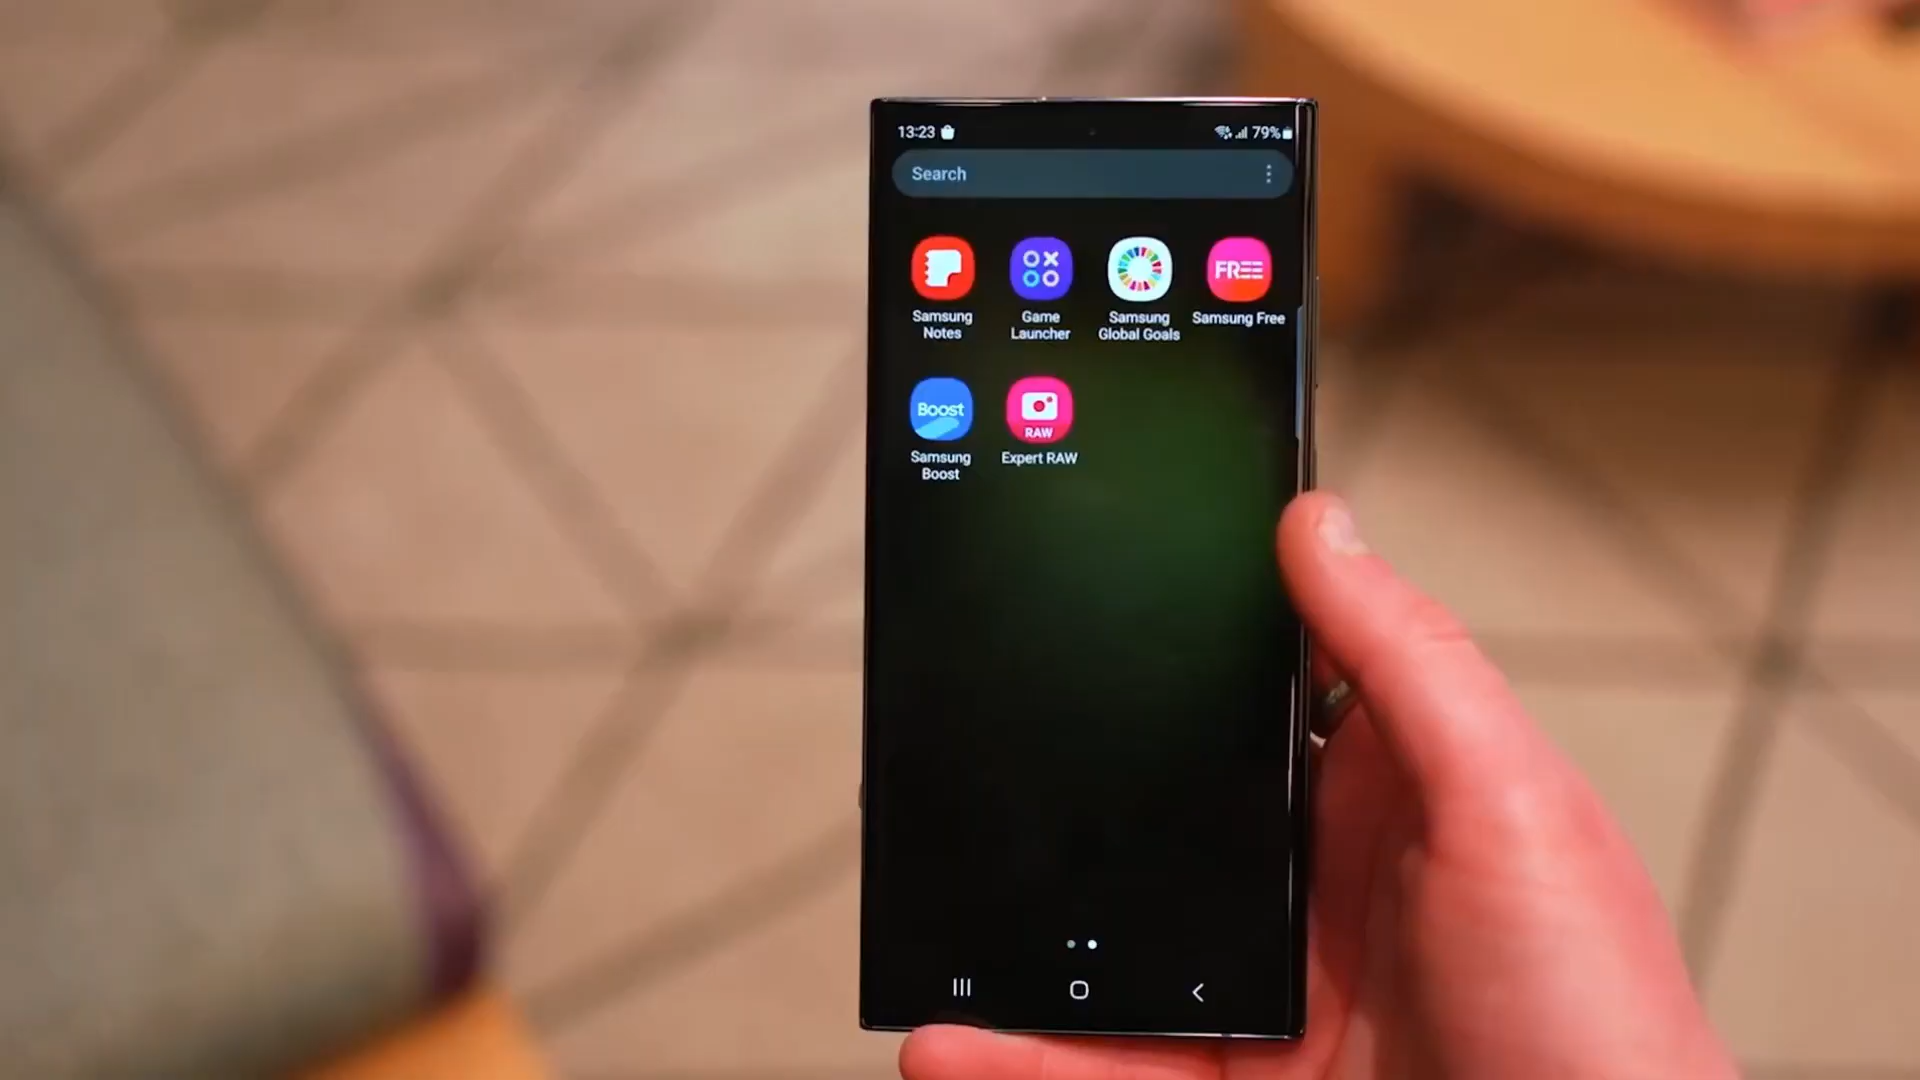 13:23
79%
Search
FREE
Samsung
Notes
Game
Launcher
Samsung
Global Goals
Samsung Free
Boost
RAW
Samsung
Boost
Expert RAW